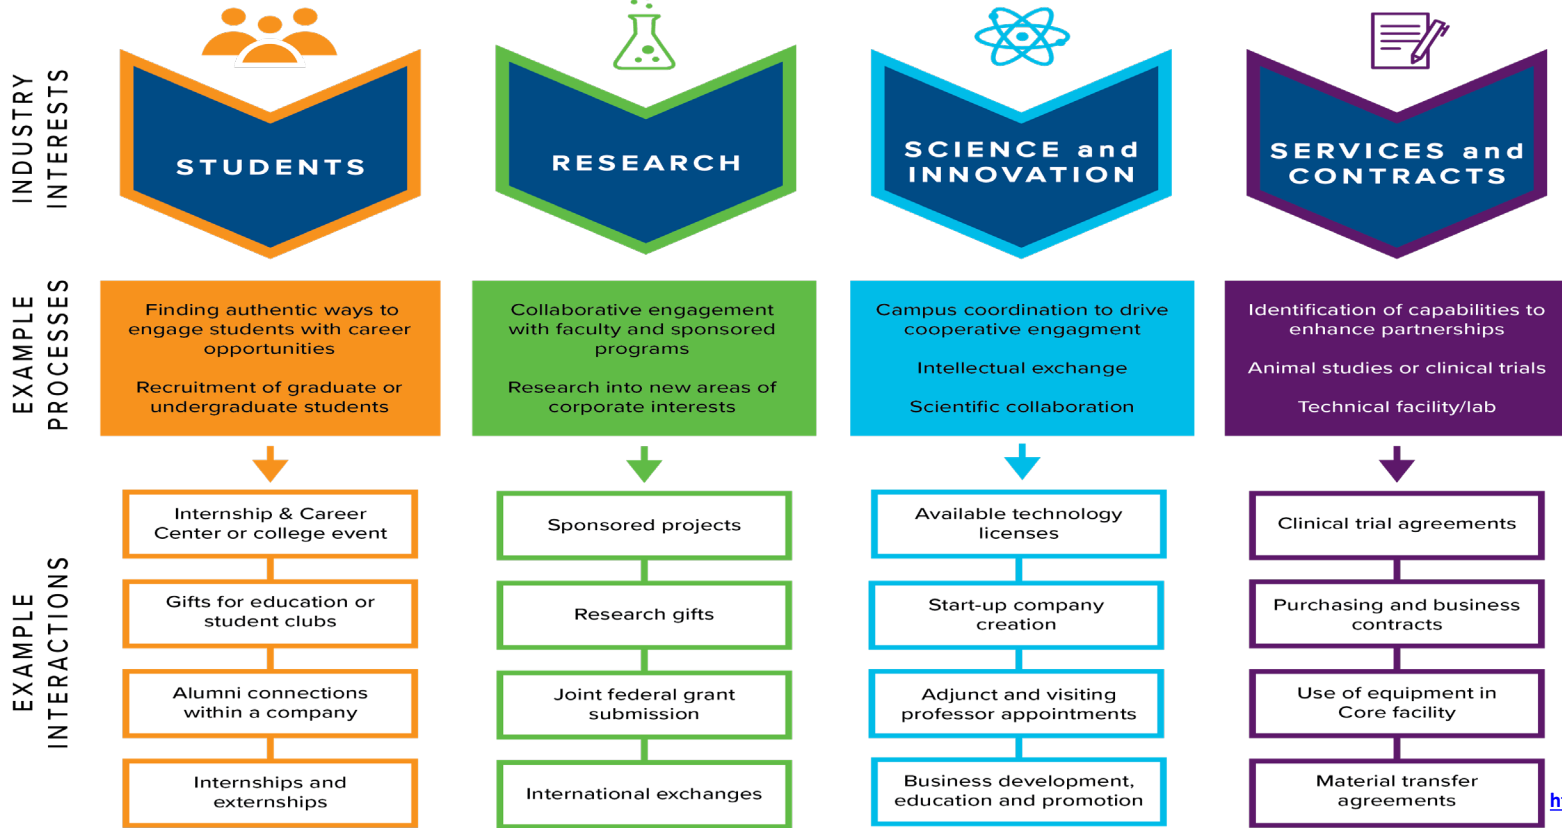 INDUSTRY
INTERESTS
STUDENTS
RESEARCH
SCIENCE and
INNOVATION
SERVICES and
CONTRACTS
EXAMPLE
PROCESSES
Finding authentic ways to
engage students with career
opportunities
Recruitment of graduate or
undergraduate students
Collaborative engagement
with faculty and sponsored
programs
Research into new areas of
corporate interests
Campus coordination to drive
cooperative engagment
Intellectual exchange
Scientific collaboration
Identification of capabilities to
enhance partnerships
Animal studies or clinical trials
Technical facility/lab
EXAMPLE
INTERACTIONS
Internship & Career
Center or college event
Gifts for education or
student clubs
Alumni connections
within a company
Internships and
externships
Sponsored projects
Research gifts
Joint federal grant
submission
International exchanges
Available technology
licenses
Start-up company
creation
Adjunct and visiting
professor appointments
Business development,
education and promotion
Clinical trial agreements
Purchasing and business
contracts
Use of equipment in
Core facility
Material transfer
agreements